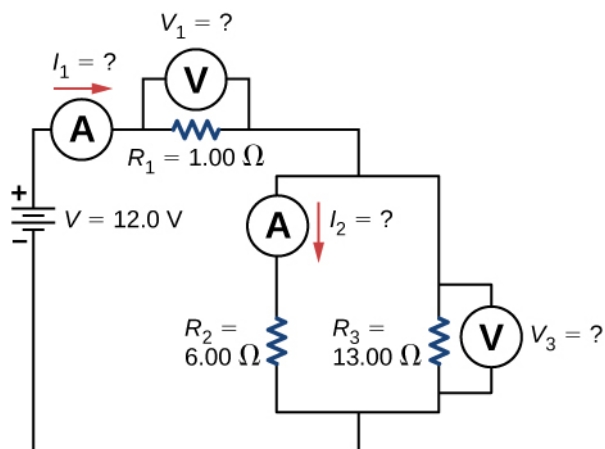 V₁ = ?
V
I₁ = ?
A
R₁ = 1.00 Ω
+
V = 12.0 V
−
A
I₂ = ?
R₂ =
6.00 Ω
R₃ =
13.00 Ω
V
V₃ = ?